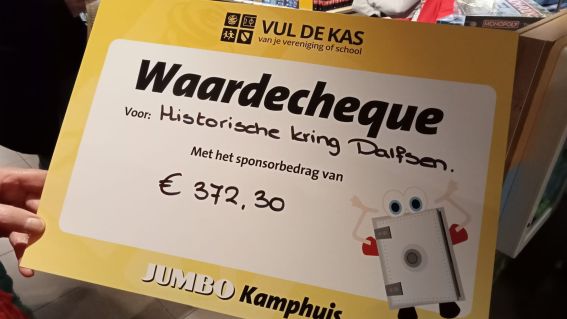 MONOPOLY
VUL DE KAS
van je vereniging of school
Waardecheque
Voor: Historische kring Dalfsen.
Met het sponsorbedrag van
€ 372,30
JUMBO Kamphuis